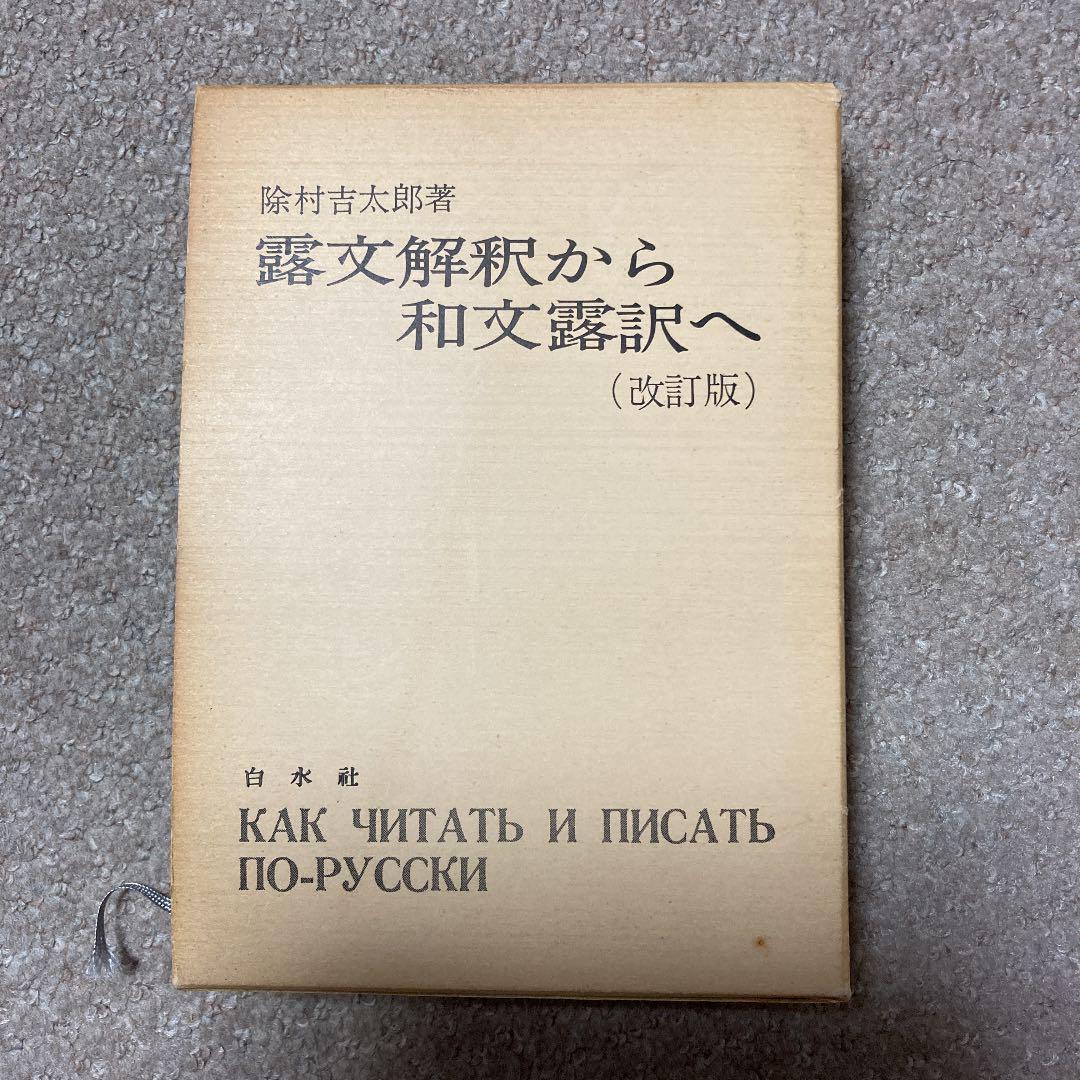 除村吉太郎著
露文解釈から
和文露訳へ
(改訂版)
白水社
КАК ЧИТАТЬ И ПИСАТЬ
ПО-РУССКИ